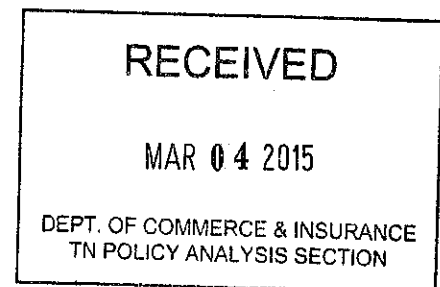 RECEIVED
MAR 04 2015
DEPT. OF COMMERCE & INSURANCE
TN POLICY ANALYSIS SECTION